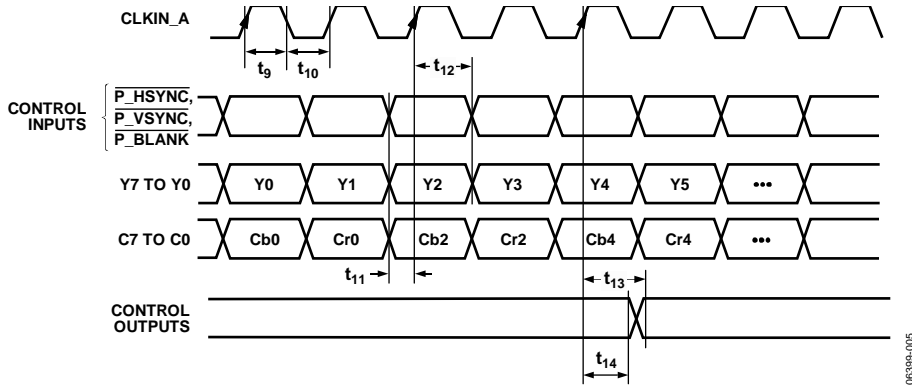 CLKIN_A
t9 t10 t12
CONTROL
INPUTS
P_HSYNC,
P_VSYNC,
P_BLANK
Y7 TO Y0 Y0 Y1 Y2 Y3 Y4 Y5 •••
C7 TO C0 Cb0 Cr0 Cb2 Cr2 Cb4 Cr4 •••
t11 t13
CONTROL
OUTPUTS
t14
06399-005